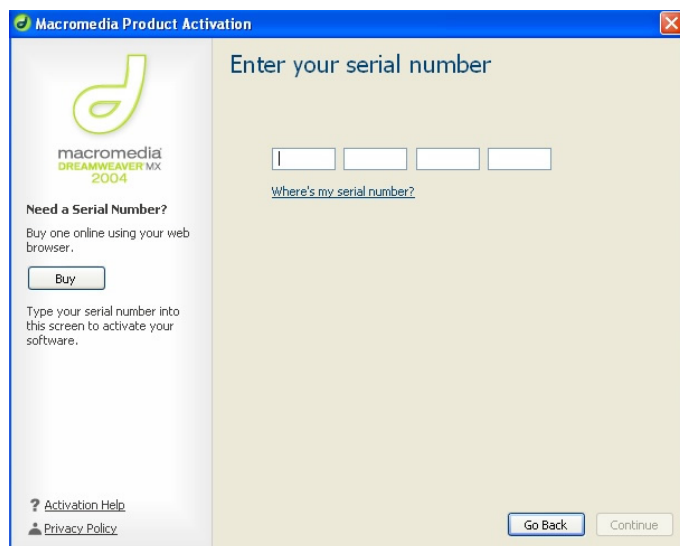 Macromedia Product Activation
Enter your serial number
macromedia
DREAMWEAVER MX
2004
Need a Serial Number?
Buy one online using your web
browser.
Buy
Type your serial number into
this screen to activate your
software.
Where's my serial number?
? Activation Help
Privacy Policy
Go Back
Continue